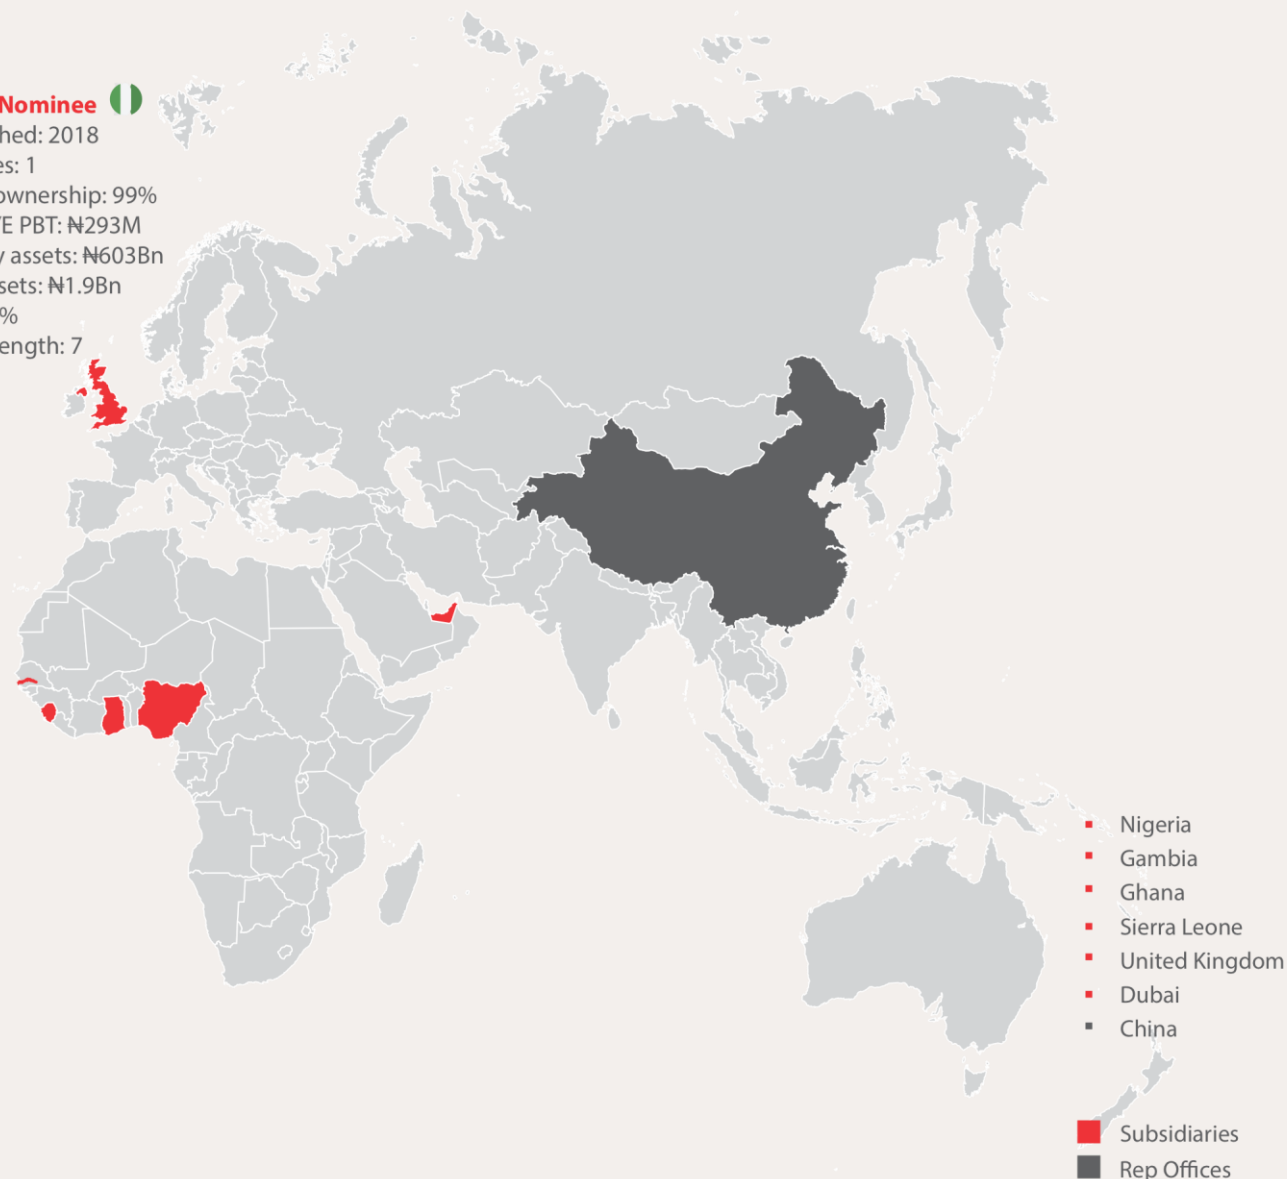 Nominee
hed: 2018
es: 1
ownership: 99%
E PBT: ₦293M
y assets: ₦603Bn
sets: ₦1.9Bn
%
ength: 7
Nigeria
Gambia
Ghana
Sierra Leone
United Kingdom
Dubai
China
Subsidiaries
Rep Offices